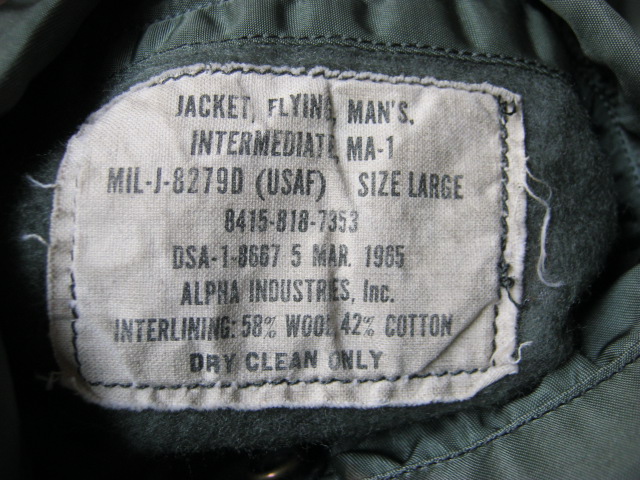 JACKET, FLYING, MAN'S,
INTERMEDIATE, MA-1
MIL-J-8279D (USAF) SIZE LARGE
8415-818-7353
DSA-1-8667 5 MAR. 1965
ALPHA INDUSTRIES, Inc.
INTERLINING: 58% WOOL 42% COTTON
DRY CLEAN ONLY